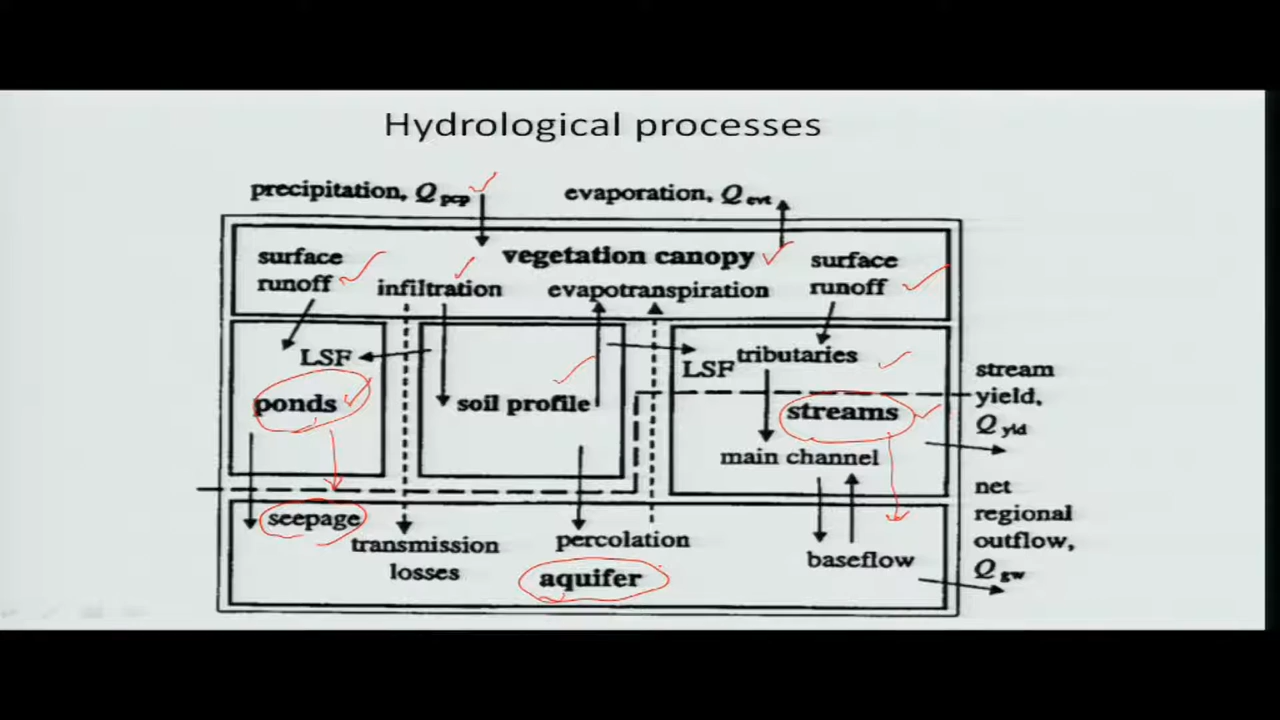 Hydrological processes
precipitation, Q pcp
evaporation, Q evt
vegetation canopy
surface
runoff
infiltration
evapotranspiration
surface
runoff
LSF
ponds
soil profile
LSF
tributaries
streams
main channel
stream
yield,
Q yld
net
regional
outflow,
Q gw
seepage
transmission
losses
percolation
aquifer
baseflow